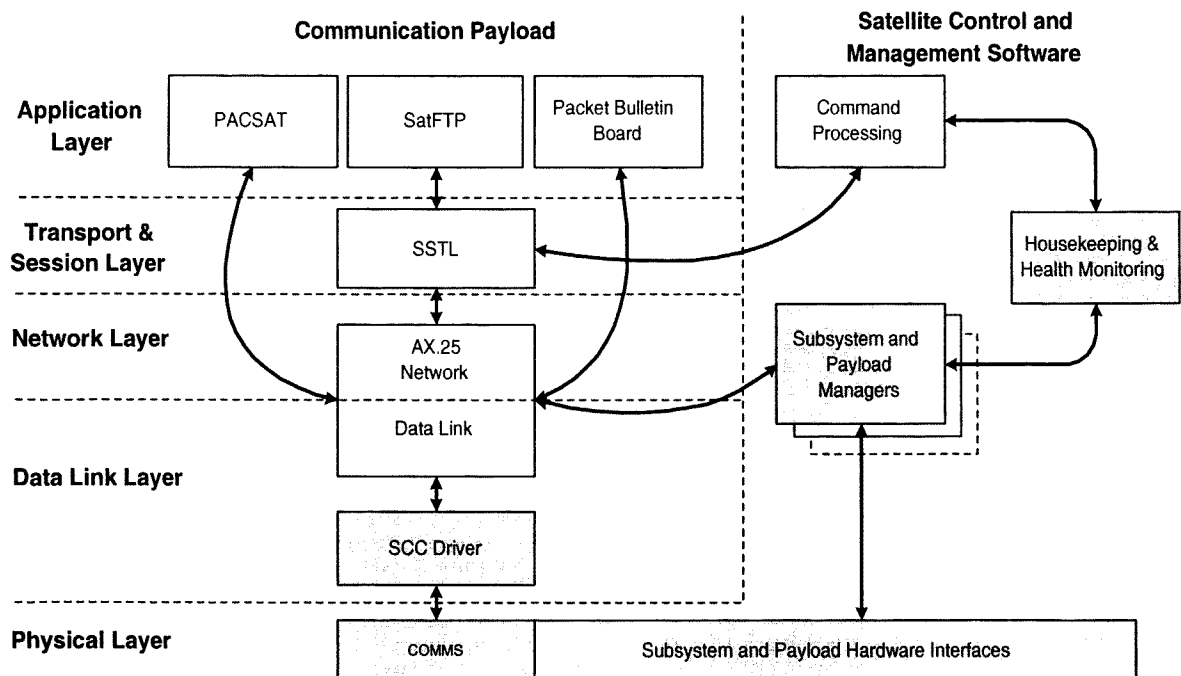 Communication Payload
Satellite Control and
Management Software
Application
Layer
PACSAT
SatFTP
Packet Bulletin
Board
Command
Processing
Transport &
Session Layer
SSTL
Housekeeping &
Health Monitoring
Network Layer
AX.25
Network
Subsystem and
Payload
Managers
Data Link
Data Link Layer
SCC Driver
Physical Layer
COMMS
Subsystem and Payload Hardware Interfaces